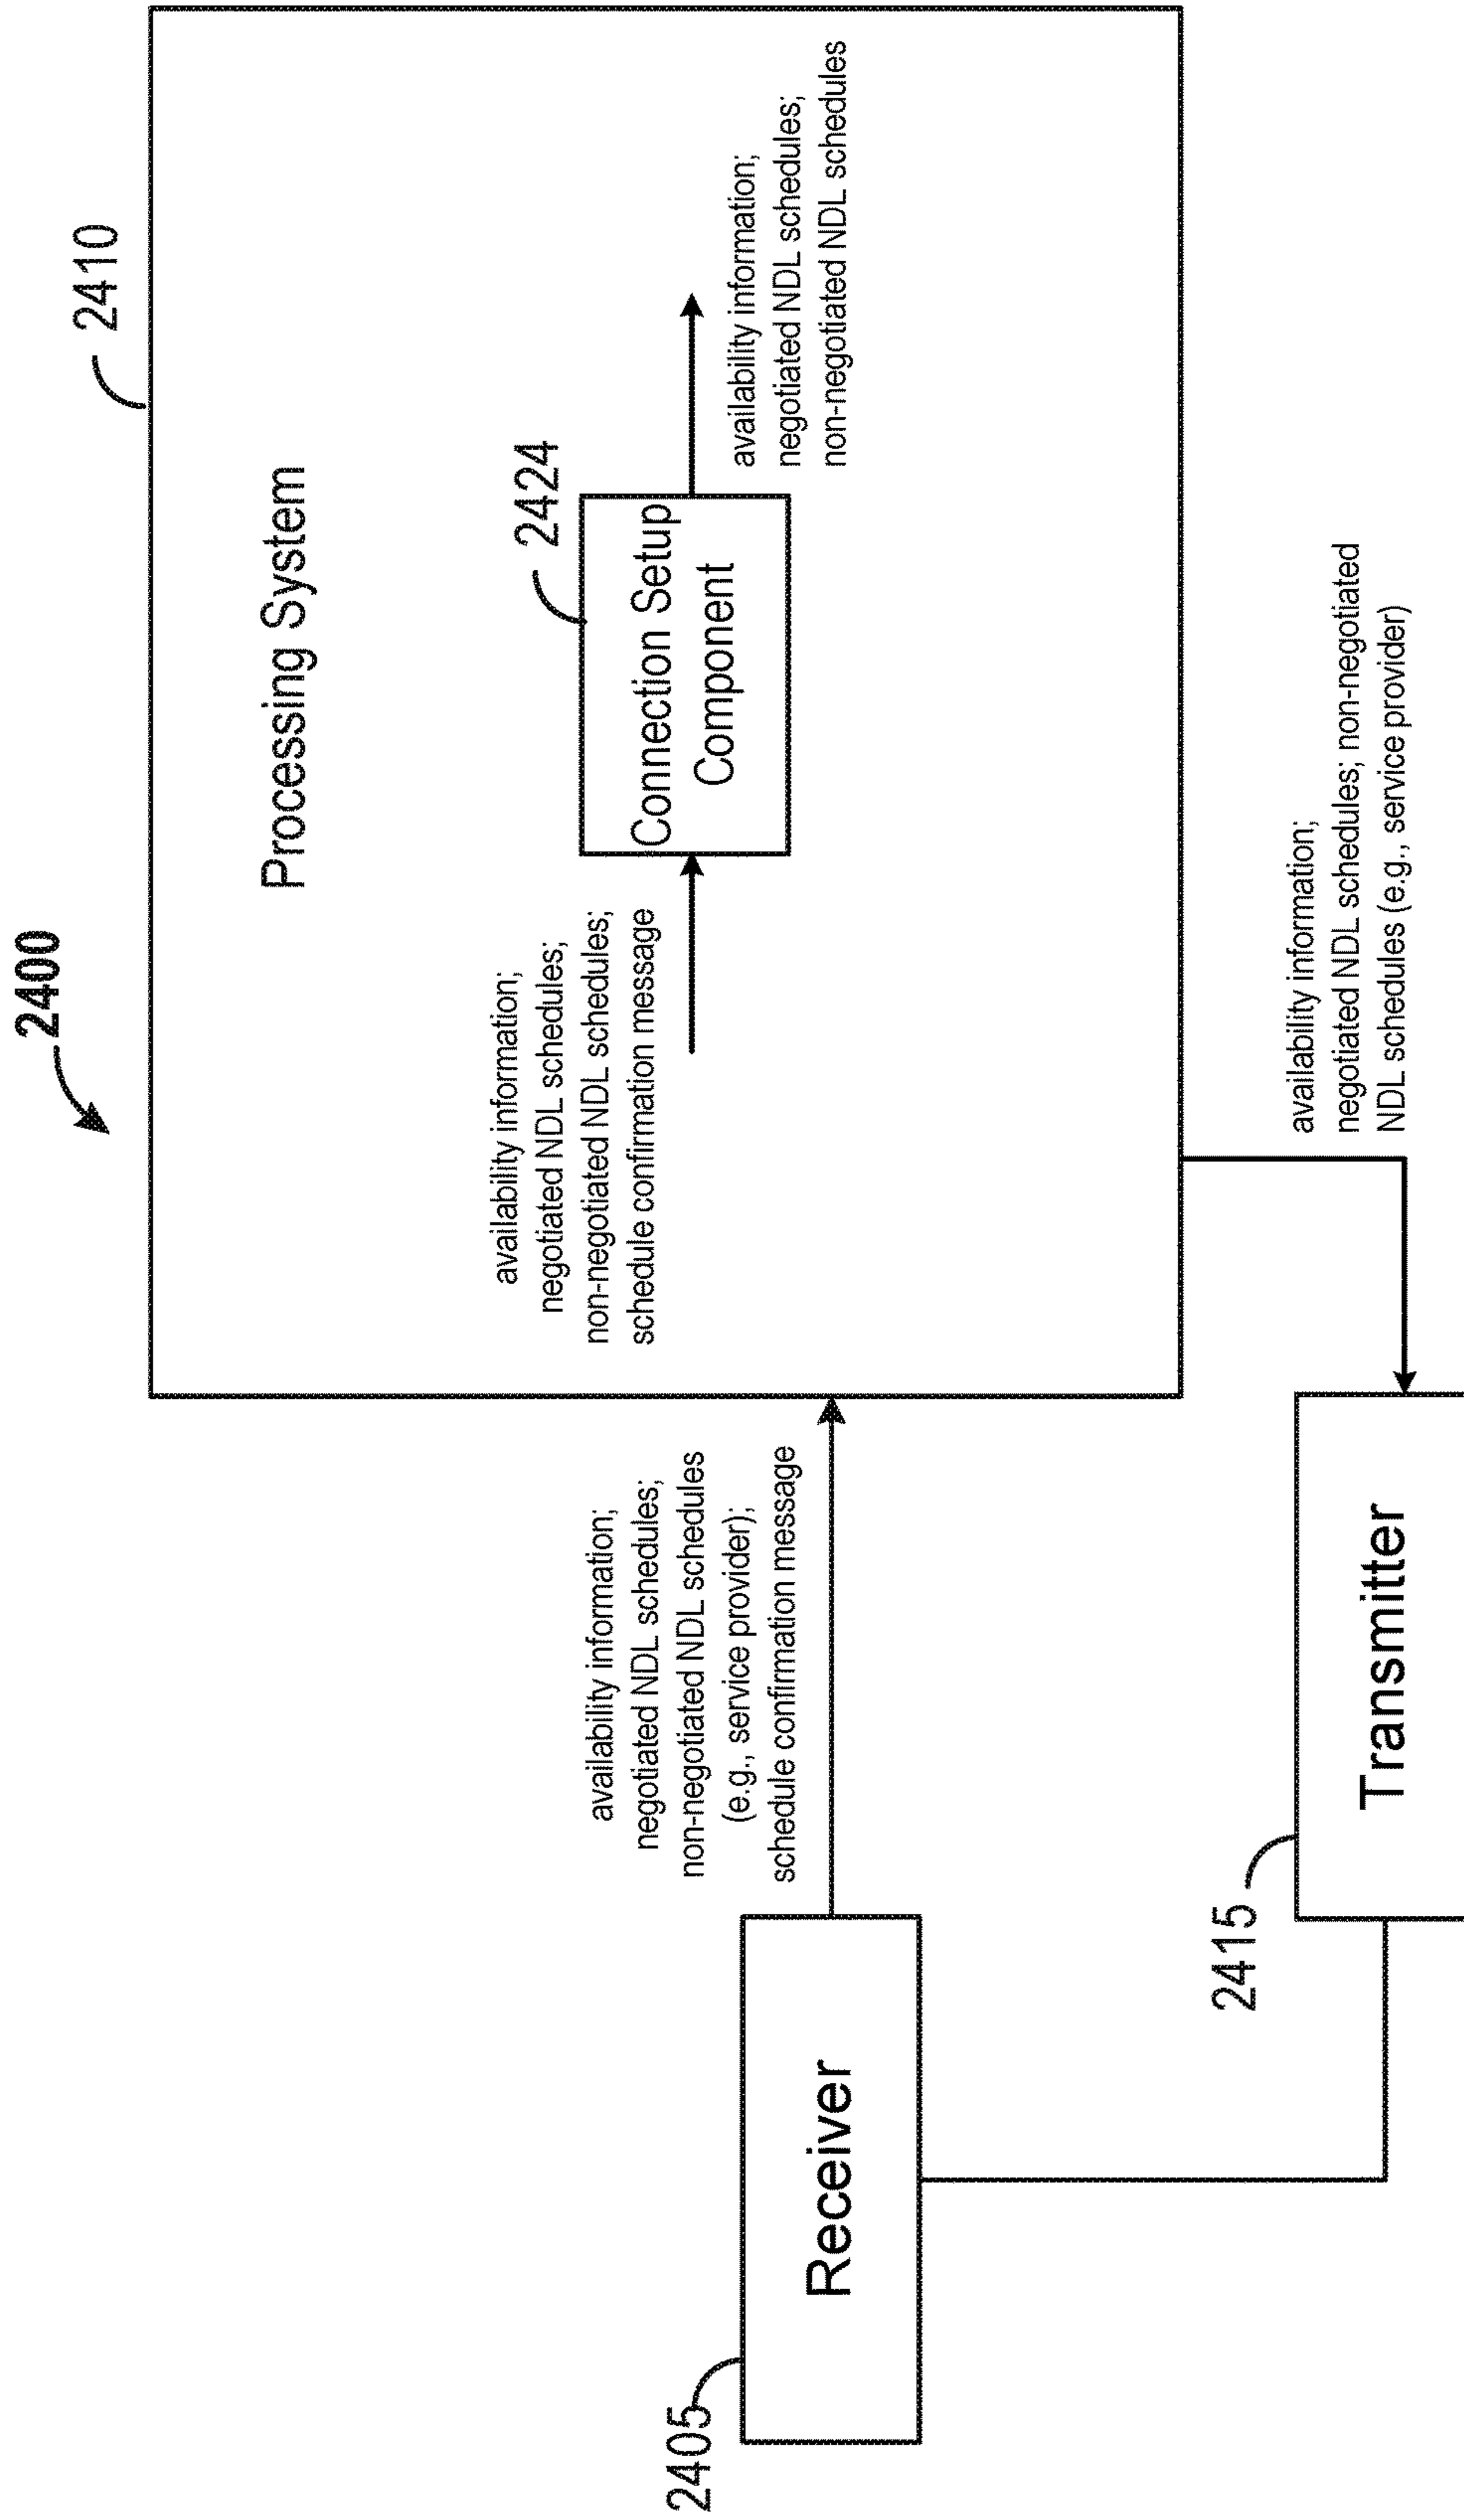 2400
2410
Processing System
2424
Connection Setup
Component
availability information;
negotiated NDL schedules;
non-negotiated NDL schedules;
schedule confirmation message
availability information;
negotiated NDL schedules;
non-negotiated NDL schedules
2405
Receiver
availability information;
negotiated NDL schedules;
non-negotiated NDL schedules
(e.g., service provider);
schedule confirmation message
2415
Transmitter
availability information;
negotiated NDL schedules; non-negotiated
NDL schedules (e.g., service provider)